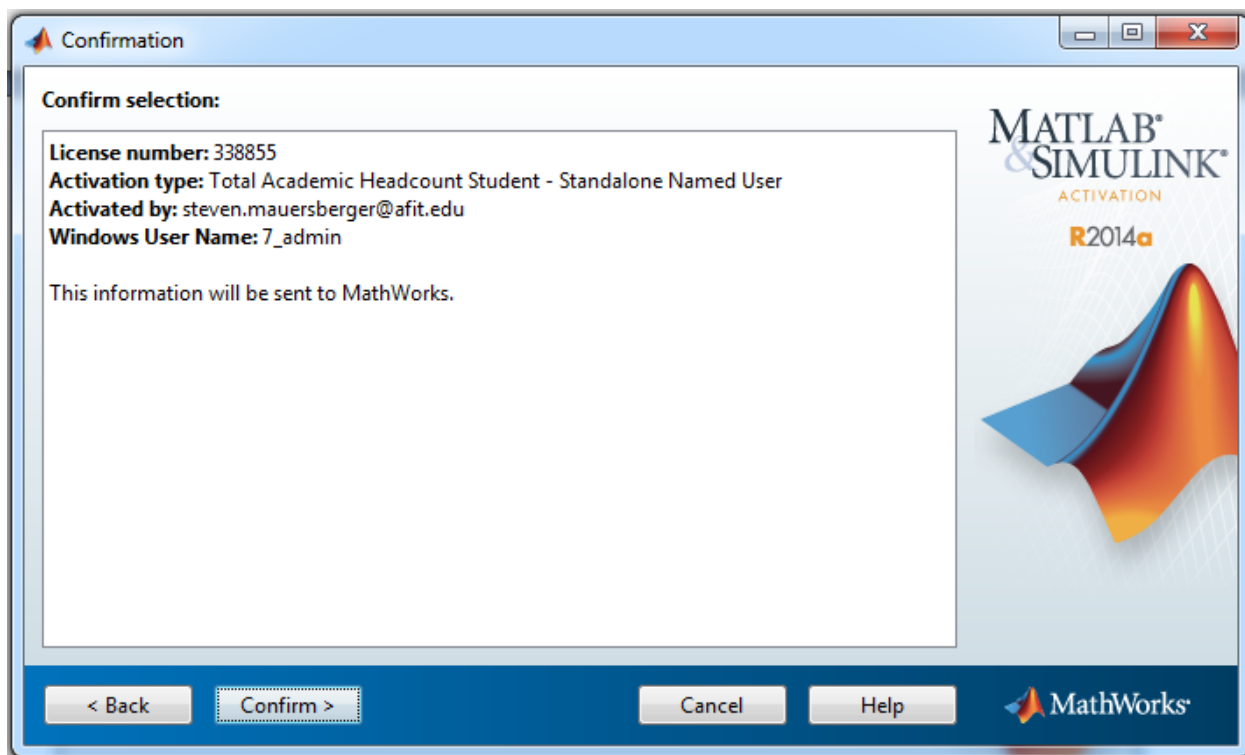 Confirmation
Confirm selection:
License number: 338855
Activation type: Total Academic Headcount Student - Standalone Named User
Activated by: steven.mauersberger@afit.edu
Windows User Name: 7_admin
This information will be sent to MathWorks.
MATLAB®
&SIMULINK®
ACTIVATION
R2014a
< Back
Confirm >
Cancel
Help
MathWorks®